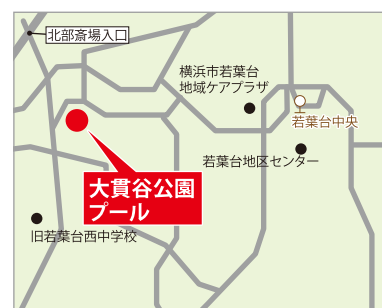 北部斎場入口
横浜市若葉台
地域ケアプラザ
若葉台中央
若葉台地区センター
大貫谷公園
プール
旧若葉台西中学校